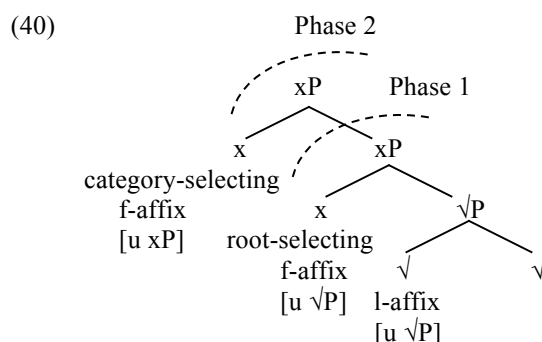 (40)
Phase 2
xP
Phase 1
x
xP
category-selecting
f-affix
[u xP]
x
√P
root-selecting
f-affix
[u √P]
√
√
l-affix
[u √P]